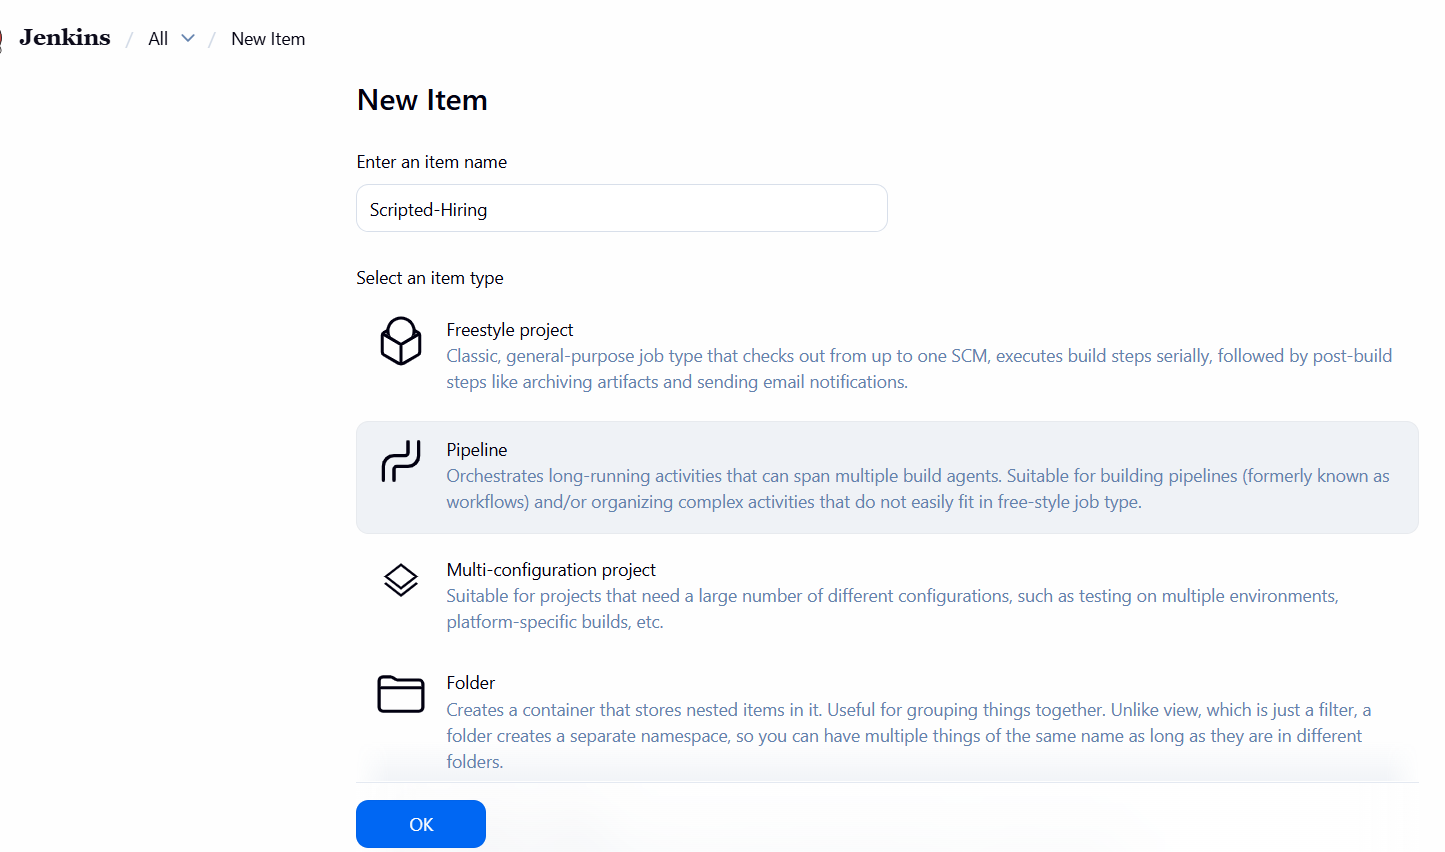 Jenkins / All / New Item
New Item
Enter an item name
Scripted-Hiring
Select an item type
Freestyle project
Classic, general-purpose job type that checks out from up to one SCM, executes build steps serially, followed by post-build
steps like archiving artifacts and sending email notifications.
Pipeline
Orchestrates long-running activities that can span multiple build agents. Suitable for building pipelines (formerly known as
workflows) and/or organizing complex activities that do not easily fit in free-style job type.
Multi-configuration project
Suitable for projects that need a large number of different configurations, such as testing on multiple environments,
platform-specific builds, etc.
Folder
Creates a container that stores nested items in it. Useful for grouping things together. Unlike view, which is just a filter, a
folder creates a separate namespace, so you can have multiple things of the same name as long as they are in different
folders.
OK